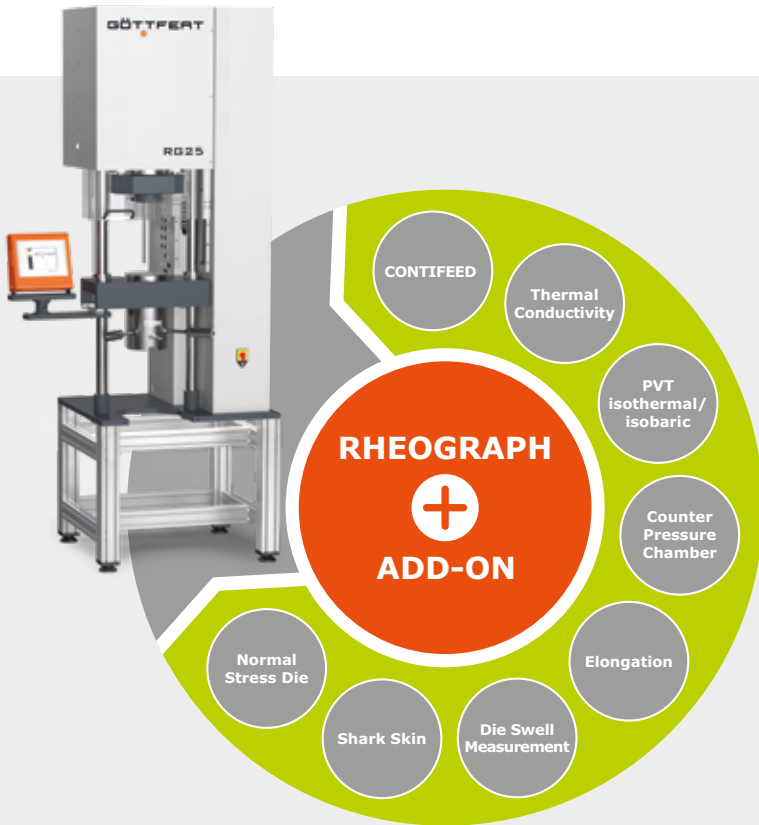 GÖTTFERT
RG25
CONTIFEED
Thermal
Conductivity
PVT
isothermal/
isobaric
Counter
Pressure
Chamber
Elongation
Die Swell
Measurement
Shark Skin
Normal
Stress Die
RHEOGRAPH
ADD-ON